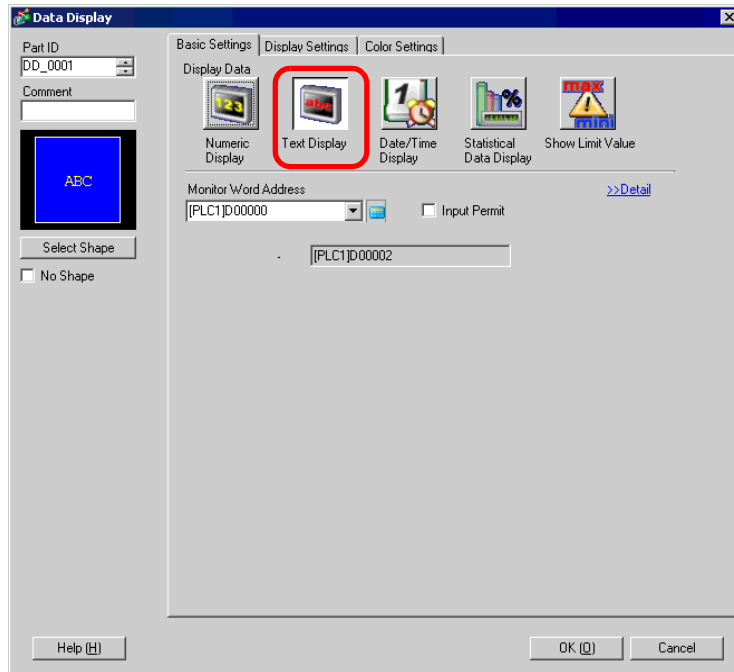 Data Display
Part ID
DD_0001
Comment
ABC
Select Shape
No Shape
Basic Settings
Display Settings
Color Settings
Display Data
123
abc
1
%
max
mini
Numeric
Display
Text Display
Date/Time
Display
Statistical
Data Display
Show Limit Value
Monitor Word Address
>>Detail
[PLC1]D00000
Input Permit
-
[PLC1]D00002
Help (H)
OK (O)
Cancel